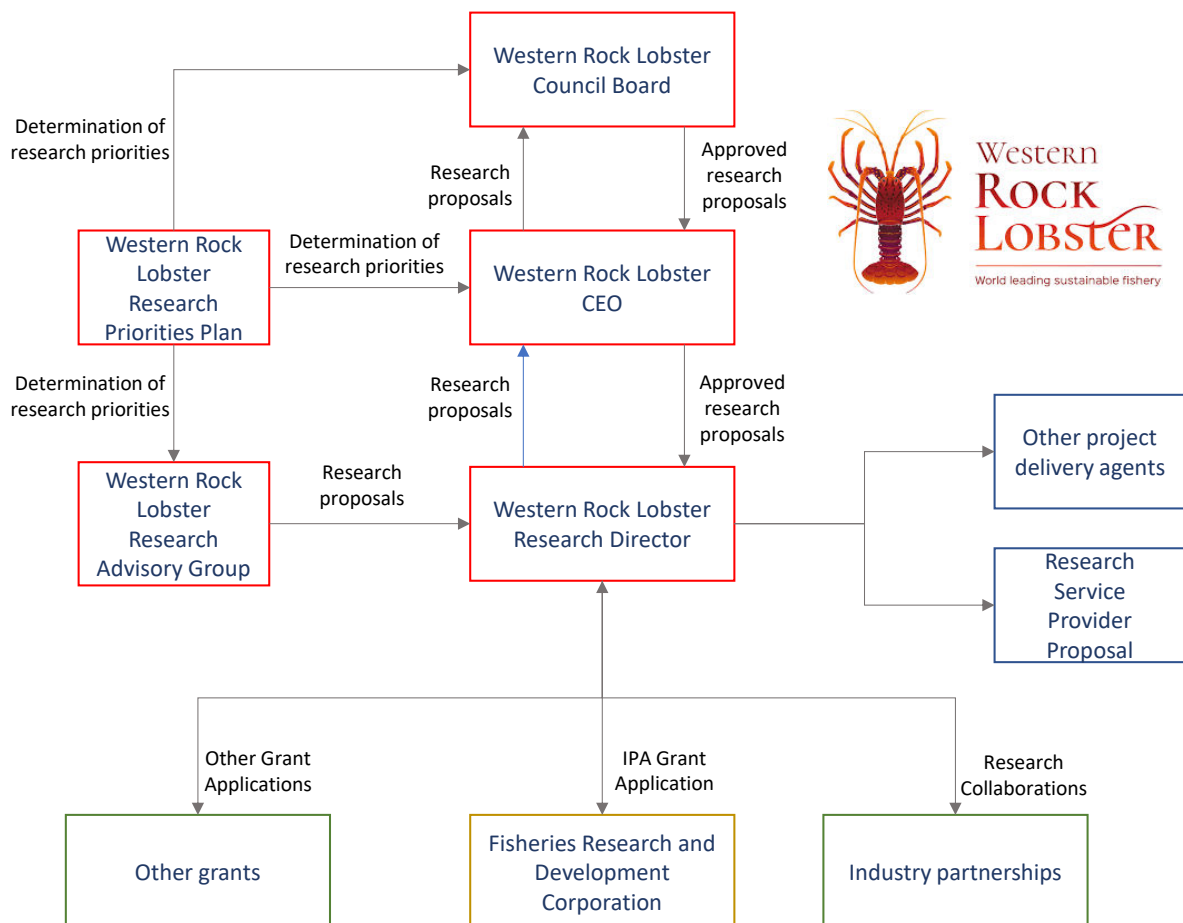 Western Rock Lobster
Council Board
Determination of
research priorities
Research
proposals
Approved
research
proposals
Western
ROCK
LOBSTER
World leading sustainable fishery
Western Rock
Lobster
Research
Priorities Plan
Determination of
research priorities
Western Rock Lobster
CEO
Determination of
research priorities
Research
proposals
Approved
research
proposals
Other project
delivery agents
Western Rock
Lobster
Research
Advisory Group
Research
proposals
Western Rock Lobster
Research Director
Research
Service
Provider
Proposal
Other Grant
Applications
IPA Grant
Application
Research
Collaborations
Other grants
Fisheries Research and
Development
Corporation
Industry partnerships